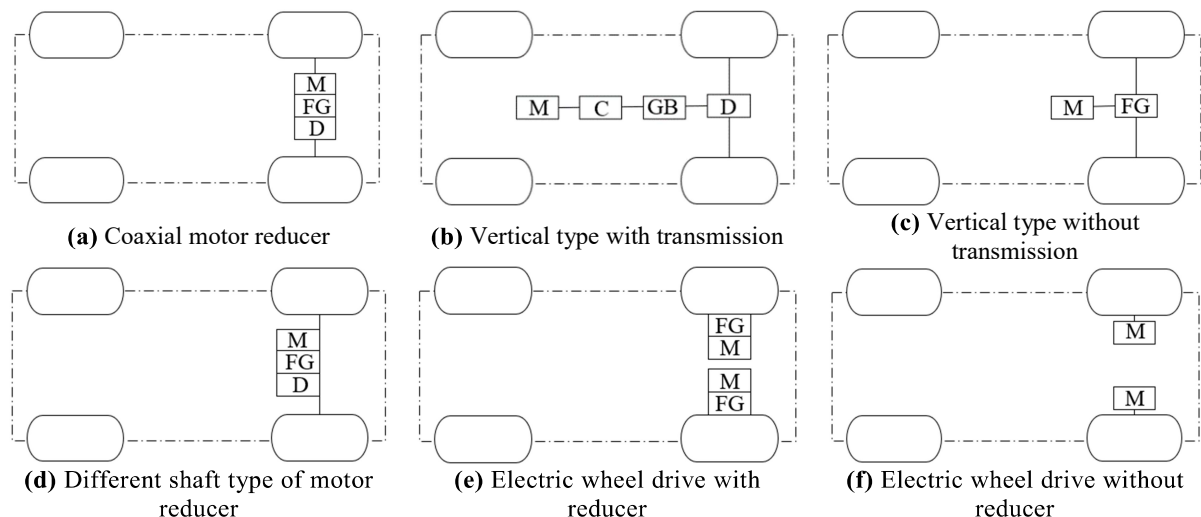 M
FG
D
(a) Coaxial motor reducer
M C GB D
(b) Vertical type with transmission
M FG
(c) Vertical type without
transmission
M
FG
D
(d) Different shaft type of motor
reducer
FG
M
M
FG
(e) Electric wheel drive with
reducer
M
M
(f) Electric wheel drive without
reducer